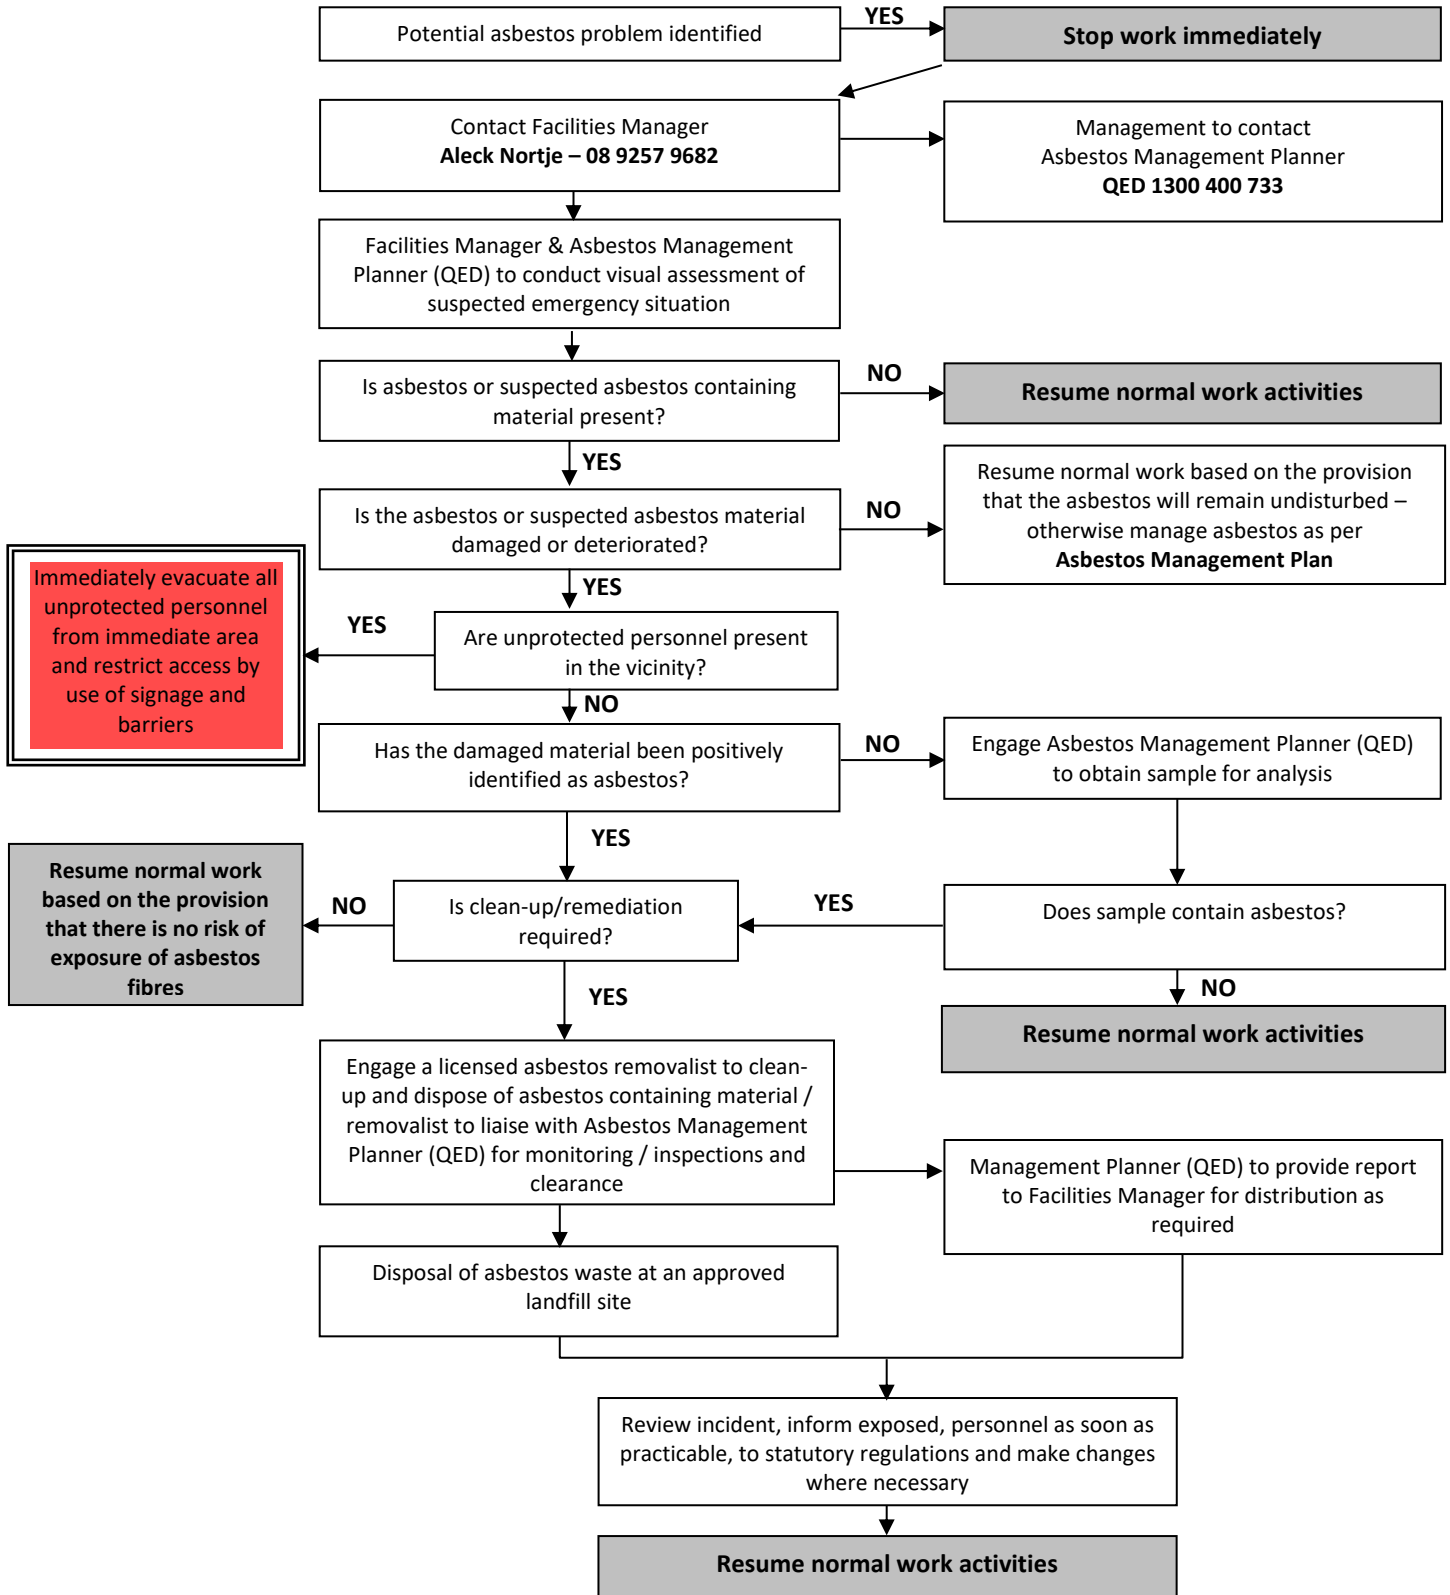 Potential asbestos problem identified
YES
Stop work immediately
Contact Facilities Manager
Aleck Nortje – 08 9257 9682
Management to contact
Asbestos Management Planner
QED 1300 400 733
Facilities Manager & Asbestos Management
Planner (QED) to conduct visual assessment of
suspected emergency situation
Is asbestos or suspected asbestos containing
material present?
NO
Resume normal work activities
YES
Is the asbestos or suspected asbestos material
damaged or deteriorated?
NO
Resume normal work based on the provision
that the asbestos will remain undisturbed –
otherwise manage asbestos as per
Asbestos Management Plan
YES
Immediately evacuate all
unprotected personnel
from immediate area
and restrict access by
use of signage and
barriers
YES
Are unprotected personnel present
in the vicinity?
NO
Has the damaged material been positively
identified as asbestos?
NO
Engage Asbestos Management Planner (QED)
to obtain sample for analysis
YES
Resume normal work
based on the provision
that there is no risk of
exposure of asbestos
fibres
NO
Is clean-up/remediation
required?
YES
Does sample contain asbestos?
NO
Resume normal work activities
YES
Engage a licensed asbestos removalist to clean-
up and dispose of asbestos containing material /
removalist to liaise with Asbestos Management
Planner (QED) for monitoring / inspections and
clearance
Management Planner (QED) to provide report
to Facilities Manager for distribution as
required
Disposal of asbestos waste at an approved
landfill site
Review incident, inform exposed, personnel as soon as
practicable, to statutory regulations and make changes
where necessary
Resume normal work activities